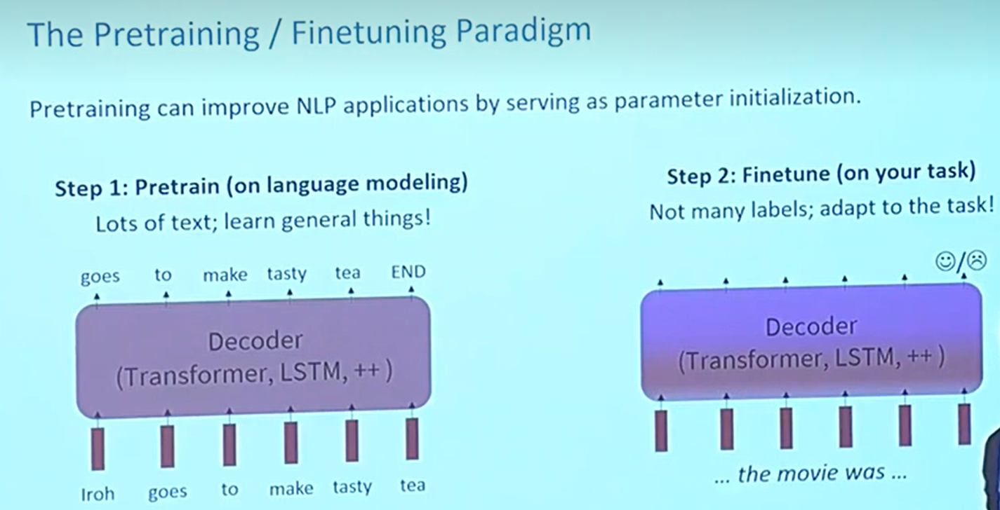 The Pretraining / Finetuning Paradigm
Pretraining can improve NLP applications by serving as parameter initialization.
Step 1: Pretrain (on language modeling)
Lots of text; learn general things!
goes to make tasty tea END
Decoder
(Transformer, LSTM, ++ )
Iroh goes to make tasty tea
Step 2: Finetune (on your task)
Not many labels; adapt to the task!
☺/☹
Decoder
(Transformer, LSTM, ++ )
... the movie was ...